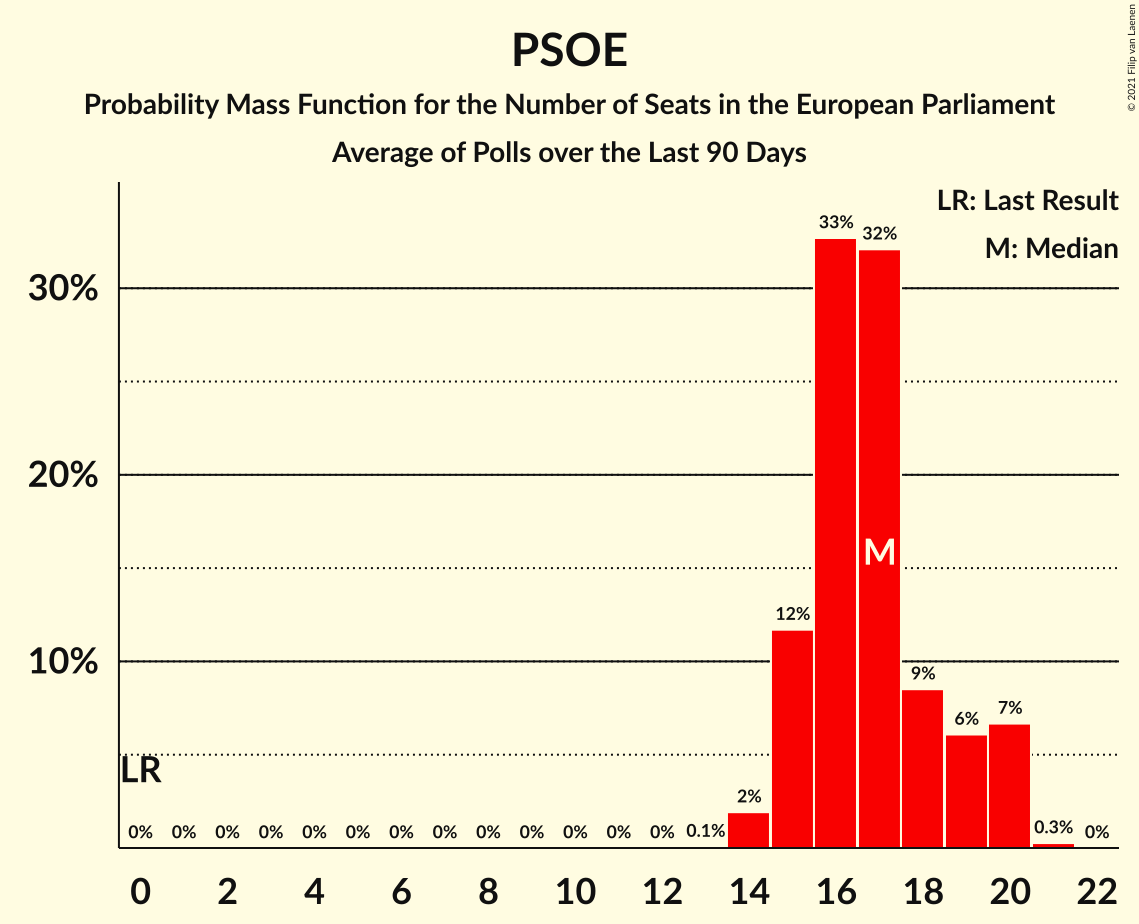 PSOE
Probability Mass Function for the Number of Seats in the European Parliament
Average of Polls over the Last 90 Days
© 2021 Filip van Laenen
LR: Last Result
M: Median
33%
32%
30%
20%
M
12%
10%
9%
6%
7%
LR
2%
0% 0% 0% 0% 0% 0% 0% 0% 0% 0% 0% 0% 0% 0.1% 0.3% 0%
0 2 4 6 8 10 12 14 16 18 20 22